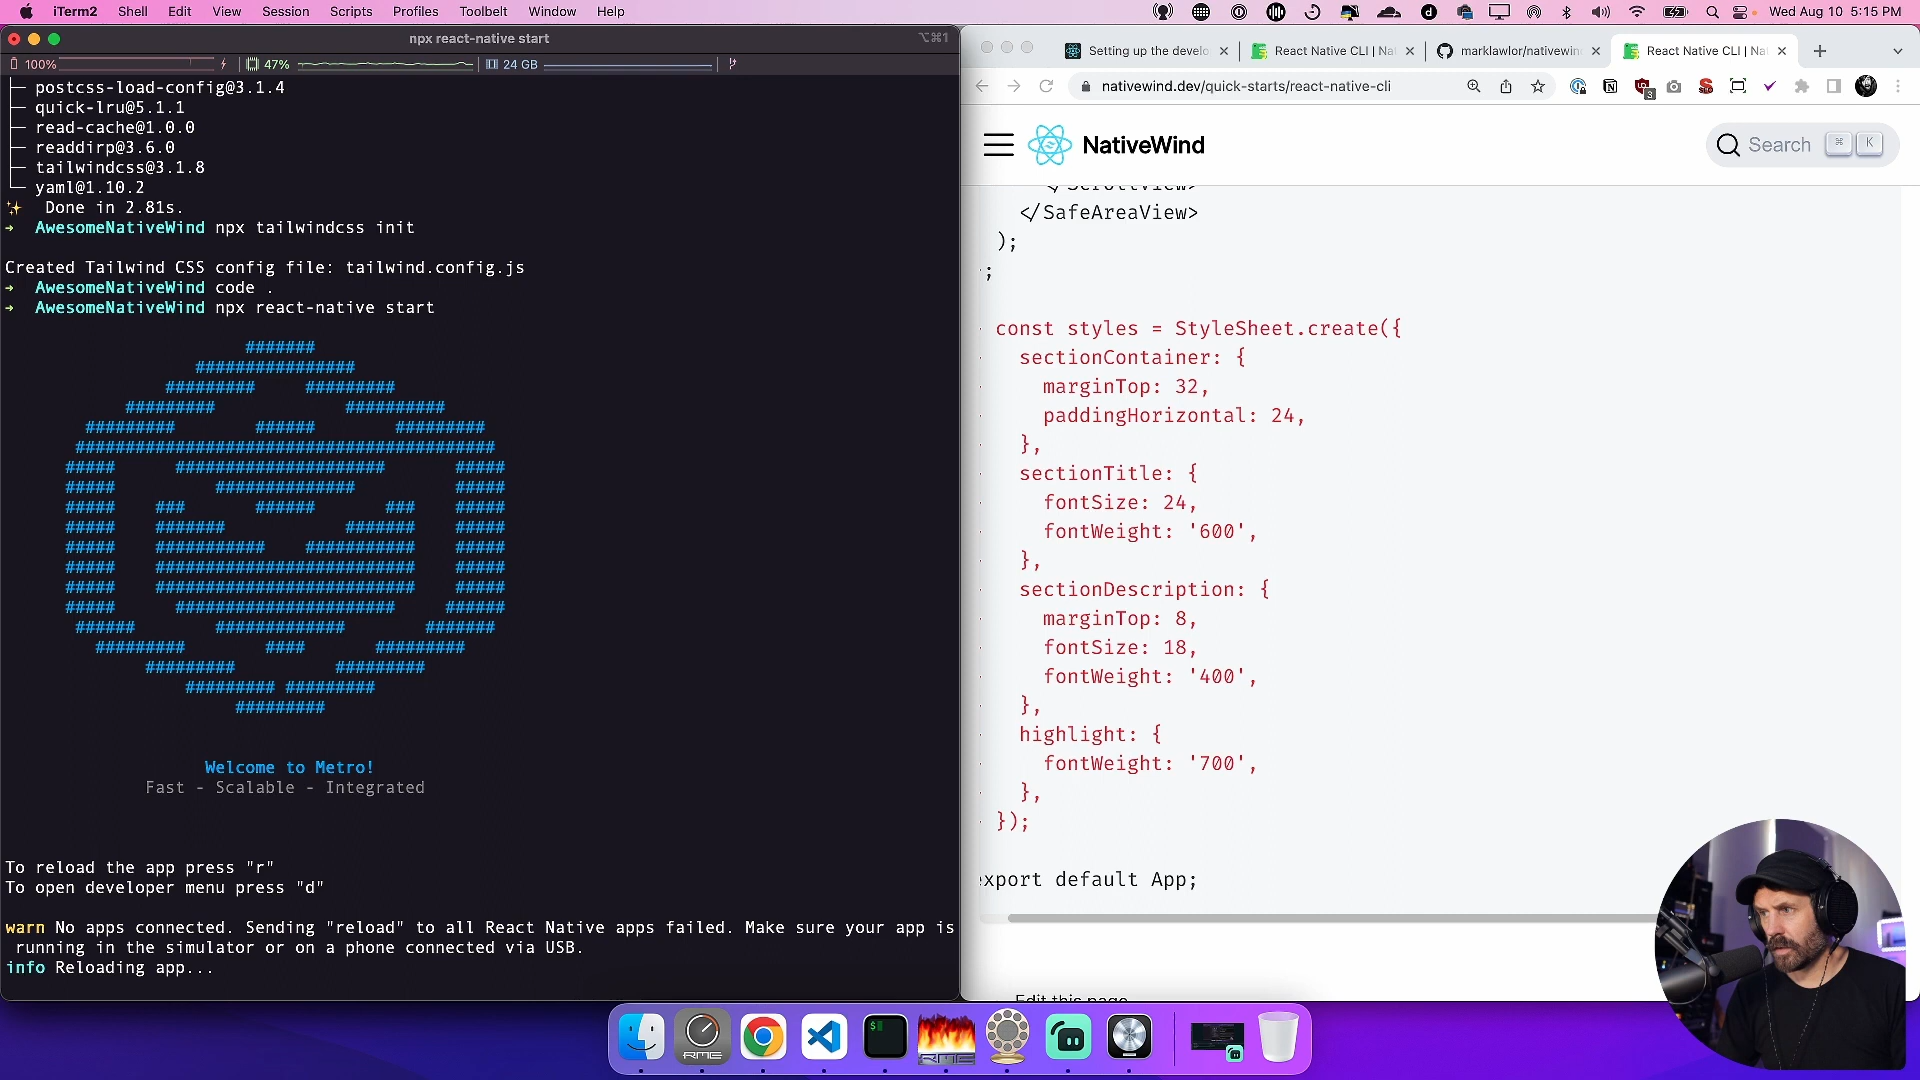 iTerm2 Shell Edit View Session Scripts Profiles Toolbelt Window Help Wed Aug 10 5:15 PM
npx react-native start ⌥⌘1
100% 47% 24 GB
├─ postcss-load-config@3.1.4
├─ quick-lru@5.1.1
├─ read-cache@1.0.0
├─ readdirp@3.6.0
├─ tailwindcss@3.1.8
└─ yaml@1.10.2
✨ Done in 2.81s.
→ AwesomeNativeWind npx tailwindcss init
Created Tailwind CSS config file: tailwind.config.js
→ AwesomeNativeWind code .
→ AwesomeNativeWind npx react-native start
Welcome to Metro!
Fast - Scalable - Integrated
To reload the app press "r"
To open developer menu press "d"
warn No apps connected. Sending "reload" to all React Native apps failed. Make sure your app is
running in the simulator or on a phone connected via USB.
info Reloading app...
Setting up the develo React Native CLI | Na marklawlor/nativewin React Native CLI | Na
nativewind.dev/quick-starts/react-native-cli
NativeWind
Search ⌘ K
</ScrollView>
</SafeAreaView>
);
;
const styles = StyleSheet.create({
sectionContainer: {
marginTop: 32,
paddingHorizontal: 24,
},
sectionTitle: {
fontSize: 24,
fontWeight: '600',
},
sectionDescription: {
marginTop: 8,
fontSize: 18,
fontWeight: '400',
},
highlight: {
fontWeight: '700',
},
});
export default App;
Edit this page
RME
$
RME